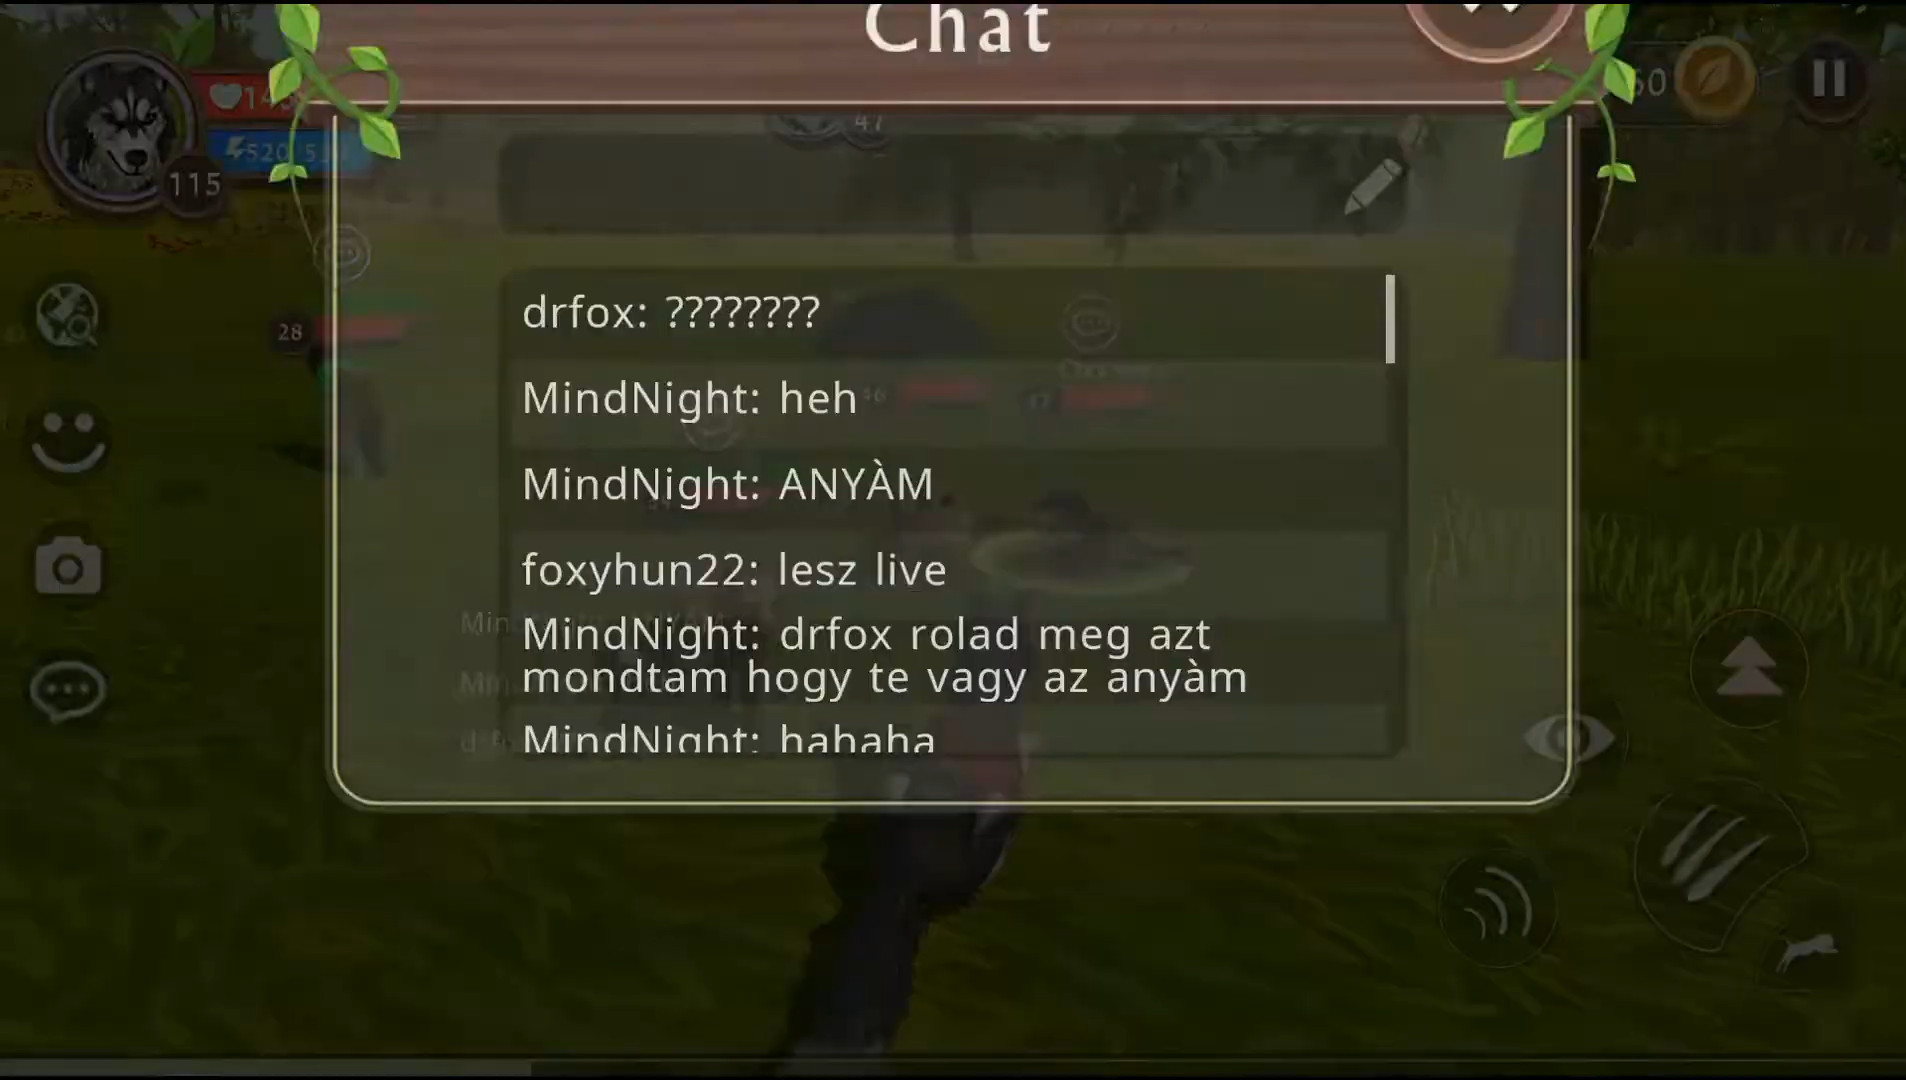 Chat
115
47
28
drfox: ????????
MindNight: heh
MindNight: ANYÀM
foxyhun22: lesz live
MindNight: drfox rolad meg azt
mondtam hogy te vagy az anyàm
MindNight: hahaha